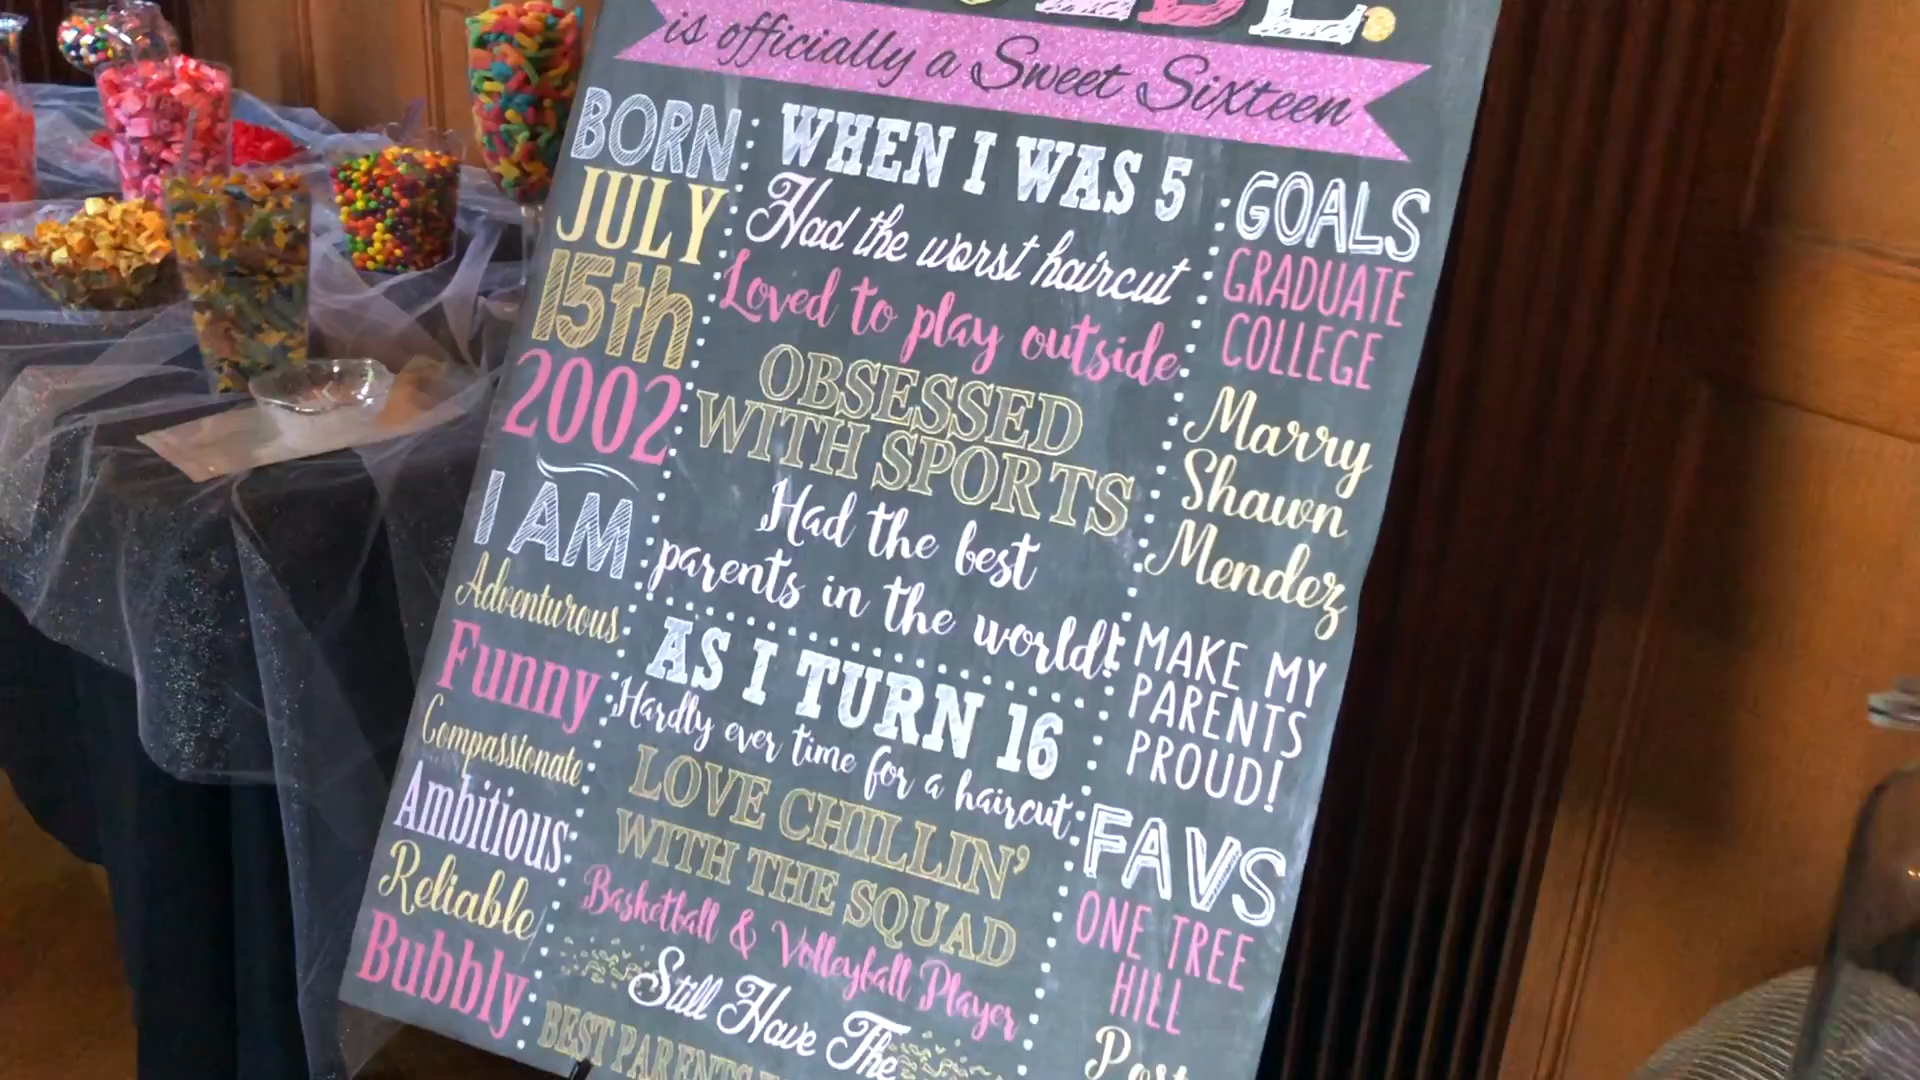 is officially a Sweet Sixteen
BORN
JULY
15th
2002
I AM
Adventurous
Funny
Compassionate
Ambitious
Reliable
Bubbly
WHEN I WAS 5
Had the worst haircut
Loved to play outside
OBSESSED
WITH SPORTS
Had the best
parents in the world!
AS I TURN 16
Hardly ever time for a haircut
LOVE CHILLIN'
WITH THE SQUAD
Basketball & Volleyball Player
Still Have The
BEST PARENTS
GOALS
GRADUATE
COLLEGE
Marry
Shawn
Mendez
MAKE MY
PARENTS
PROUD!
FAVS
ONE TREE
HILL